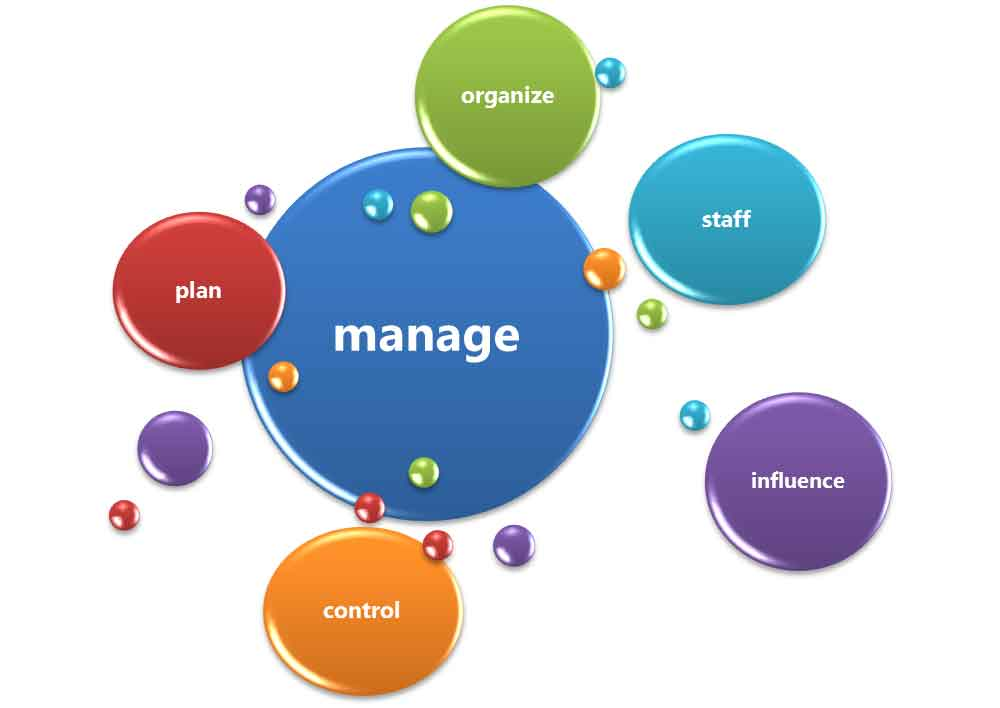 organize
staff
plan
manage
influence
control